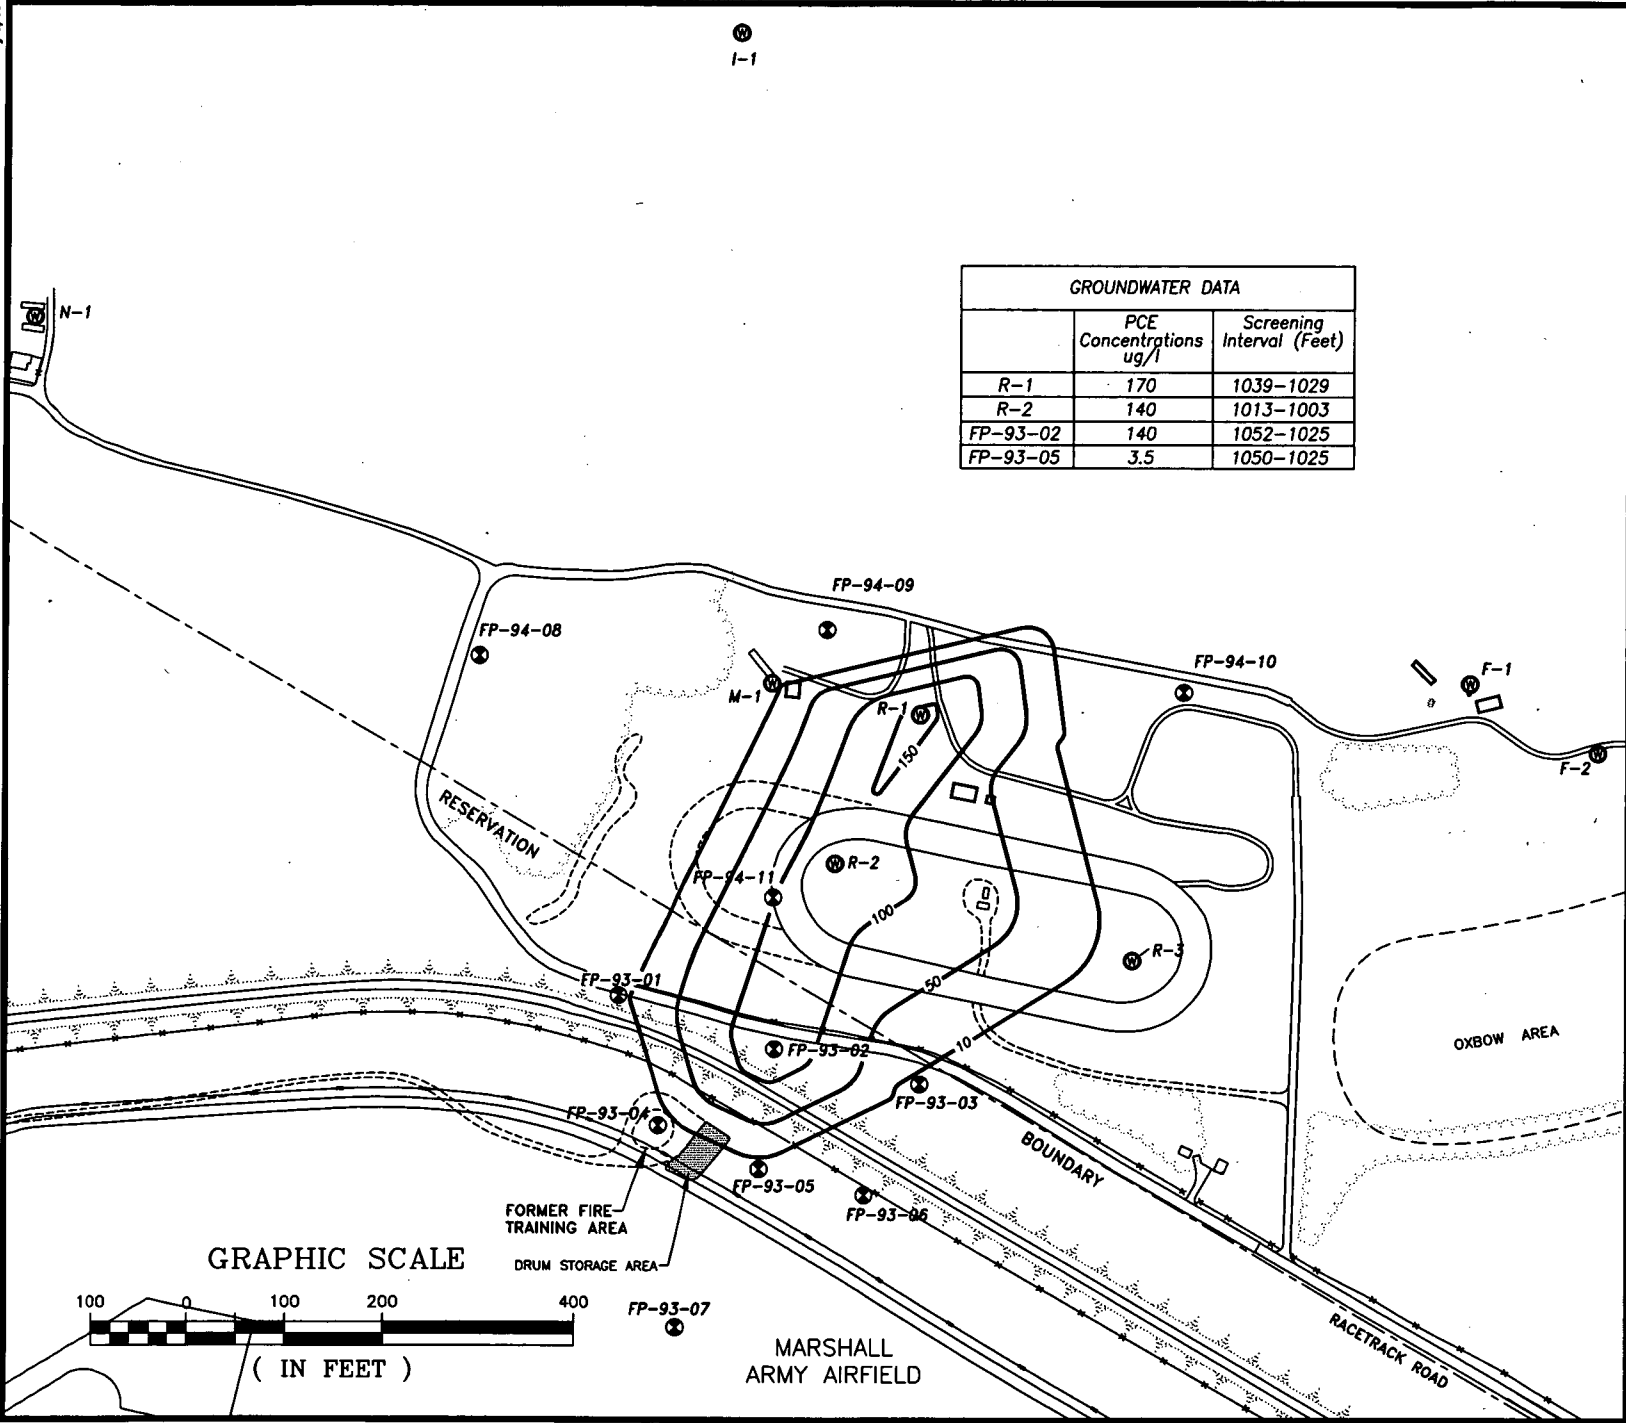 I-1
N-1
GROUNDWATER DATA
PCE Concentrations ug/l
Screening Interval (Feet)
R-1 170 1039-1029
R-2 140 1013-1003
FP-93-02 140 1052-1025
FP-93-05 3.5 1050-1025
FP-94-09
FP-94-08
FP-94-10
F-1
M-1
R-1
150
F-2
RESERVATION
R-2
FP-94-11
100
R-3
FP-93-01
50
10
OXBOW AREA
FP-93-02
FP-93-03
FP-93-04
BOUNDARY
FP-93-05
FP-93-06
FORMER FIRE
TRAINING AREA
DRUM STORAGE AREA
GRAPHIC SCALE
100 0 100 200 400
( IN FEET )
FP-93-07
MARSHALL
ARMY AIRFIELD
RACETRACK ROAD